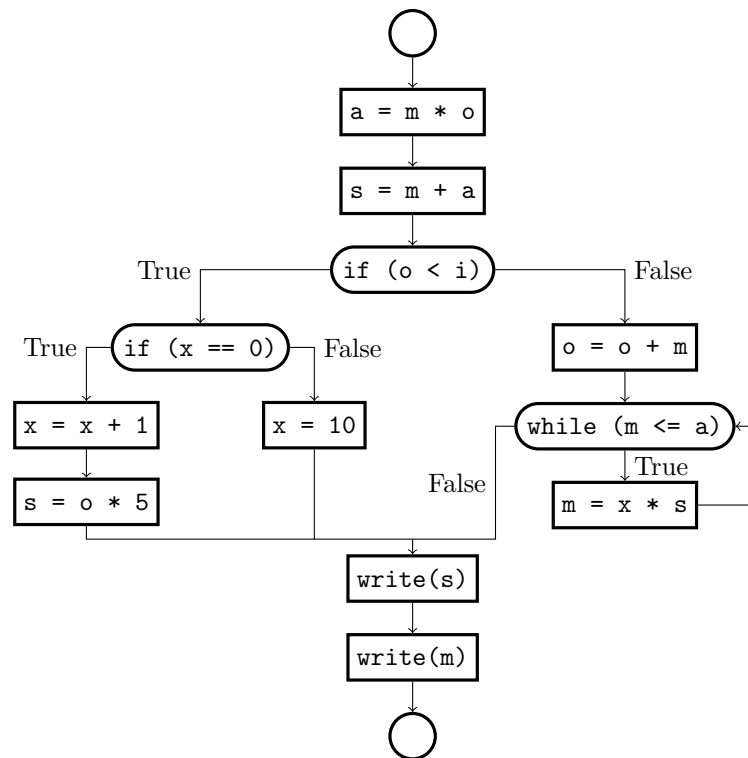 a = m * o
s = m + a
if (o < i)
True
False
if (x == 0)
True
False
x = x + 1
x = 10
s = o * 5
o = o + m
while (m <= a)
True
False
m = x * s
write(s)
write(m)